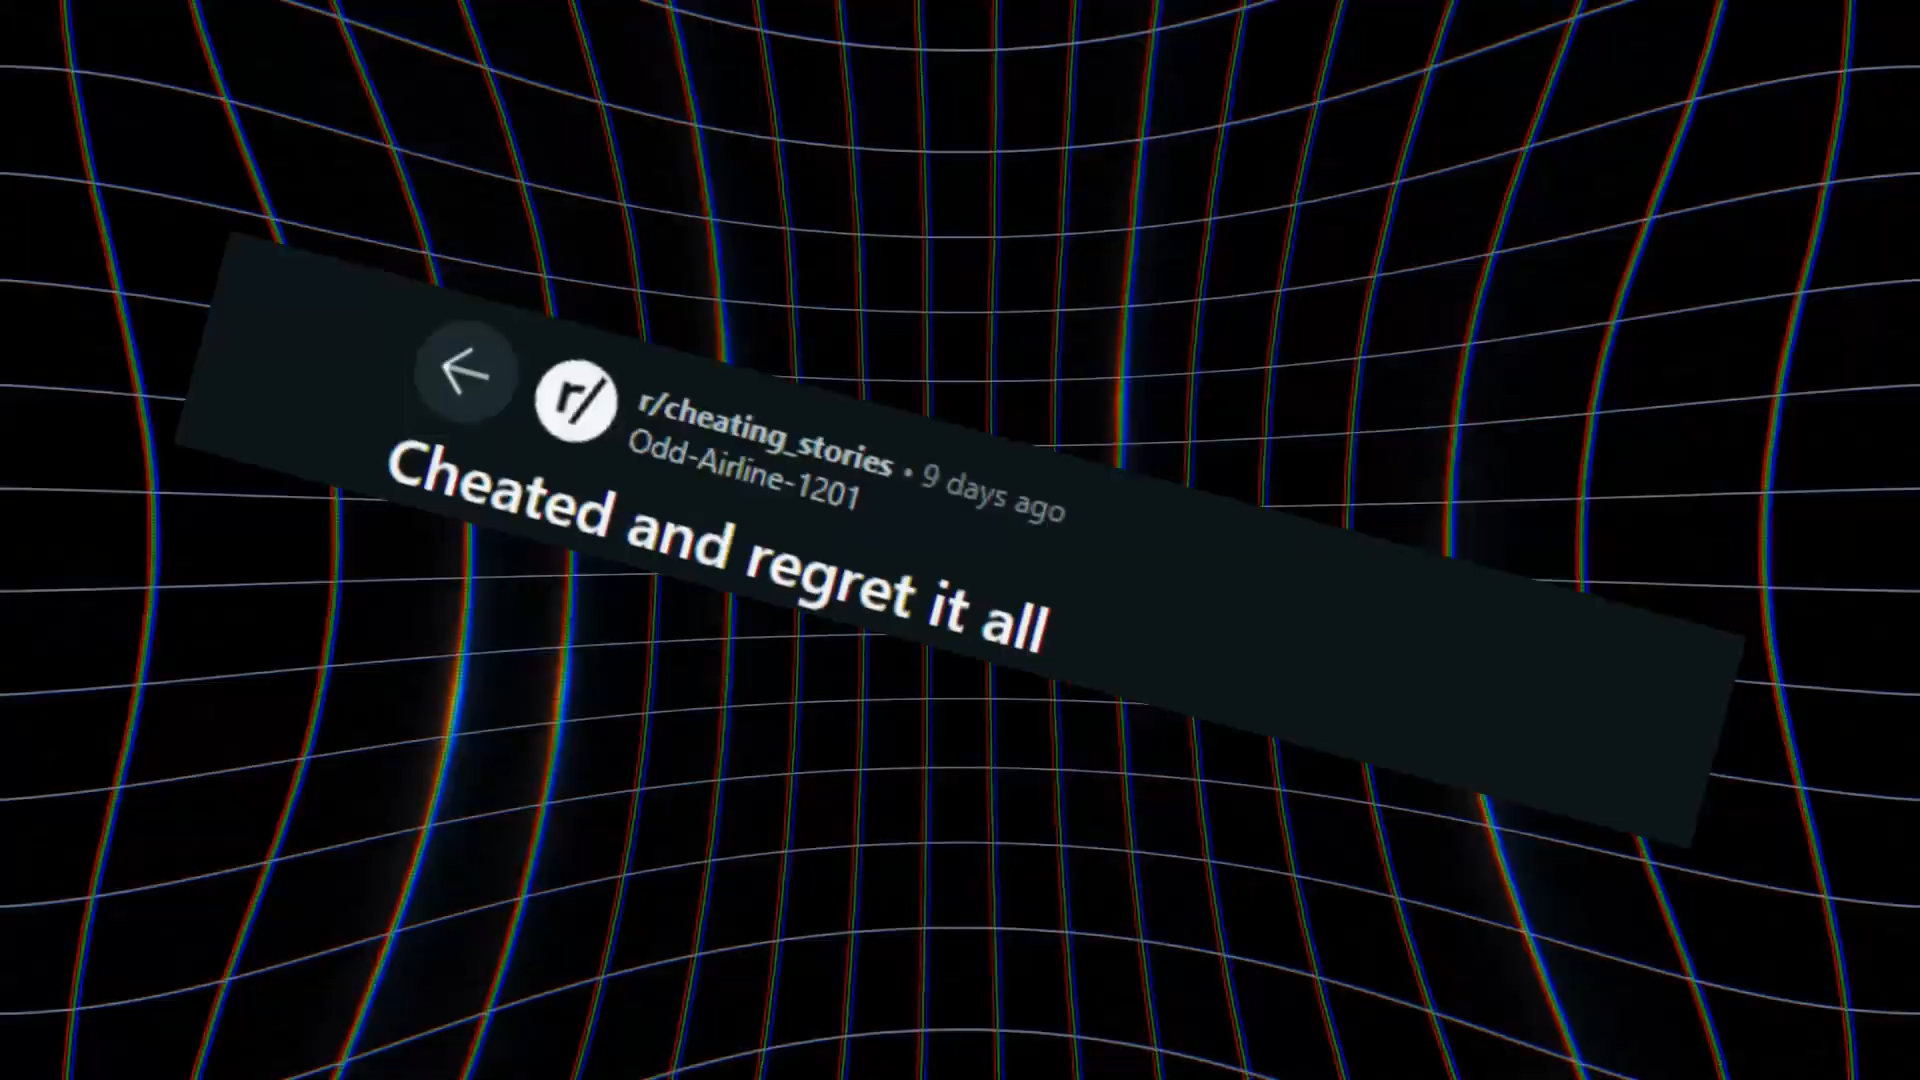 r/
r/cheating_stories • 9 days ago
Odd-Airline-1201
Cheated and regret it all